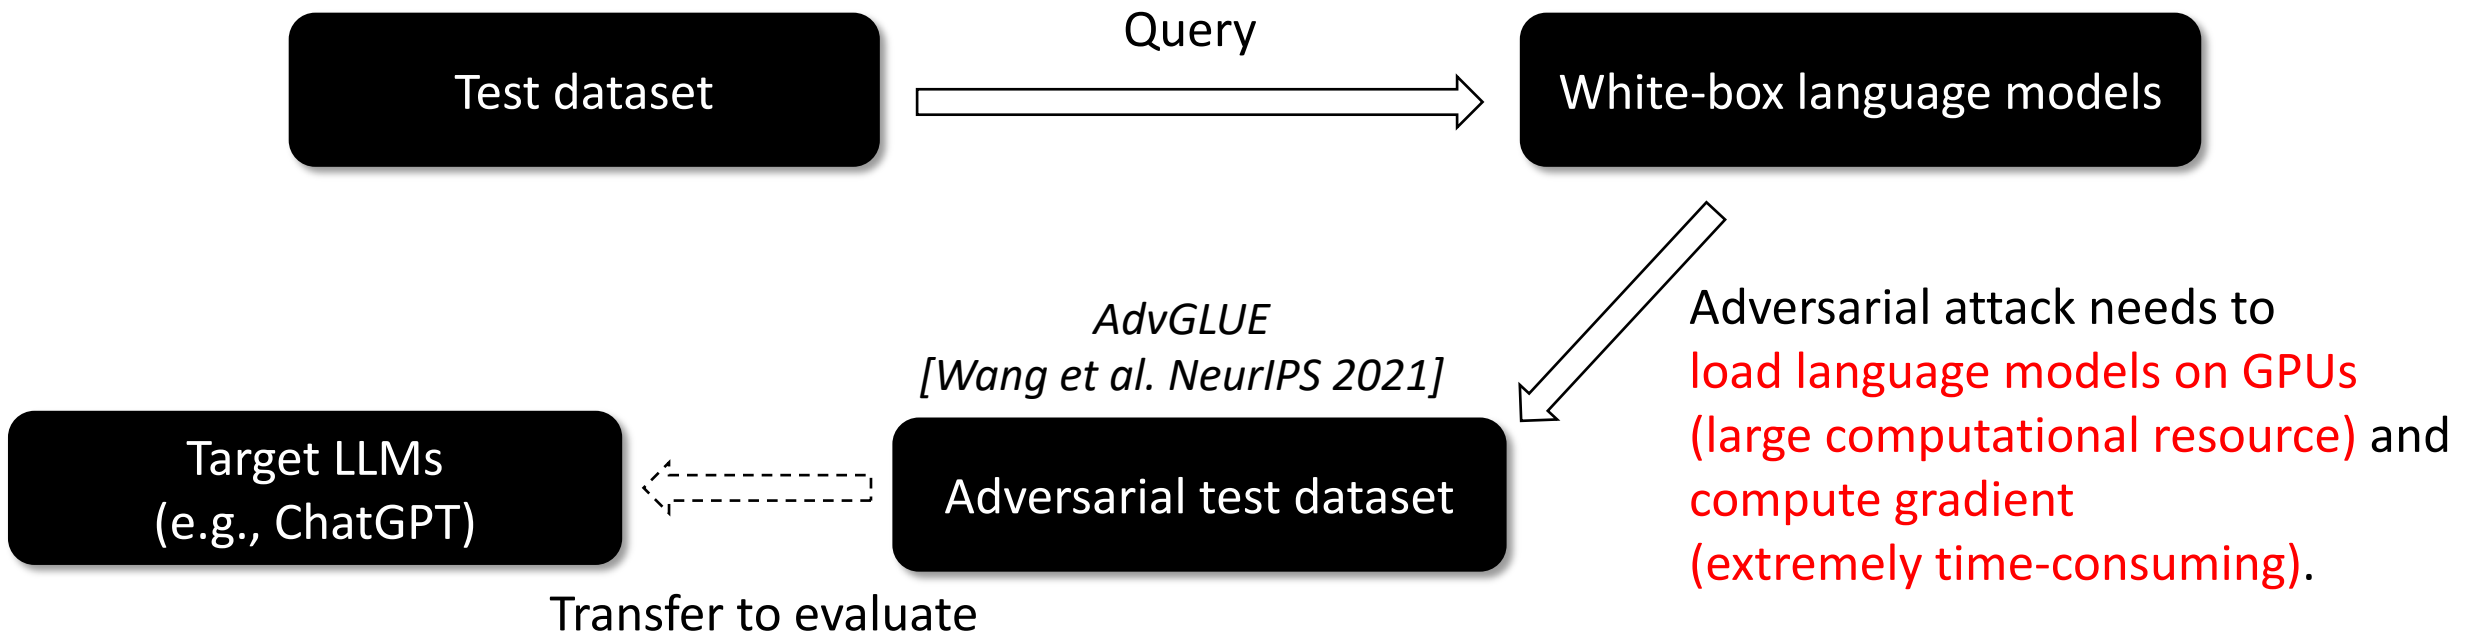 Query
Test dataset
White-box language models
AdvGLUE
[Wang et al. NeurIPS 2021]
Adversarial attack needs to
load language models on GPUs
(large computational resource) and
compute gradient
(extremely time-consuming).
Target LLMs
(e.g., ChatGPT)
Adversarial test dataset
Transfer to evaluate